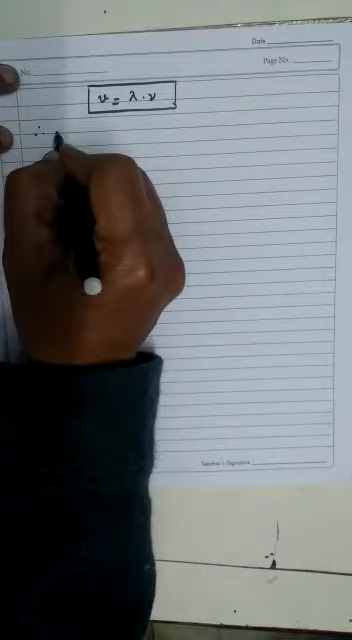 Date
No.
Page No.
v = λ . ν
∴
Teacher's Signature